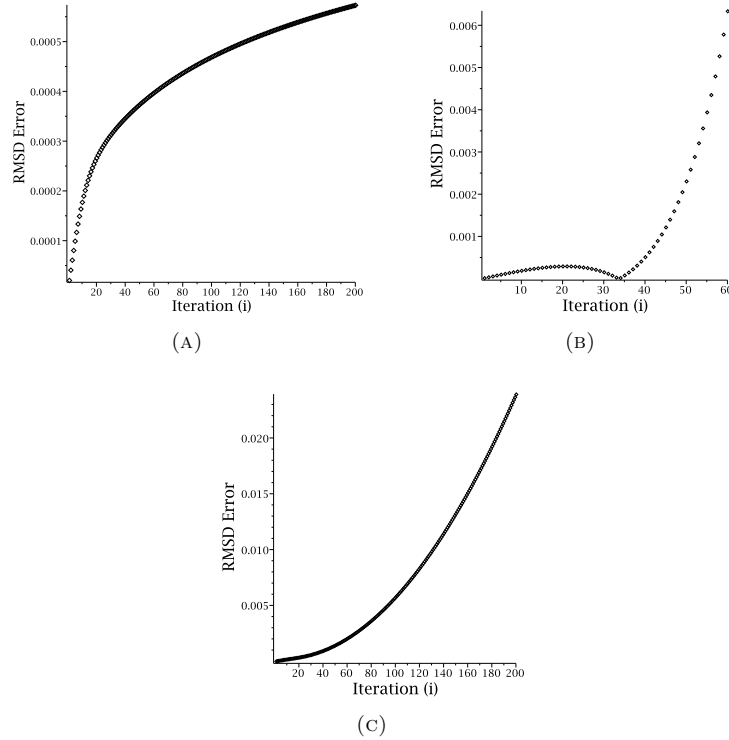 0.0005
0.0004
0.0003
0.0002
0.0001
RMSD Error
20 40 60 80 100 120 140 160 180 200
Iteration (i)
(A)
0.006
0.005
0.004
0.003
0.002
0.001
RMSD Error
10 20 30 40 50 60
Iteration (i)
(B)
0.020
0.015
0.010
0.005
RMSD Error
20 40 60 80 100 120 140 160 180 200
Iteration (i)
(C)